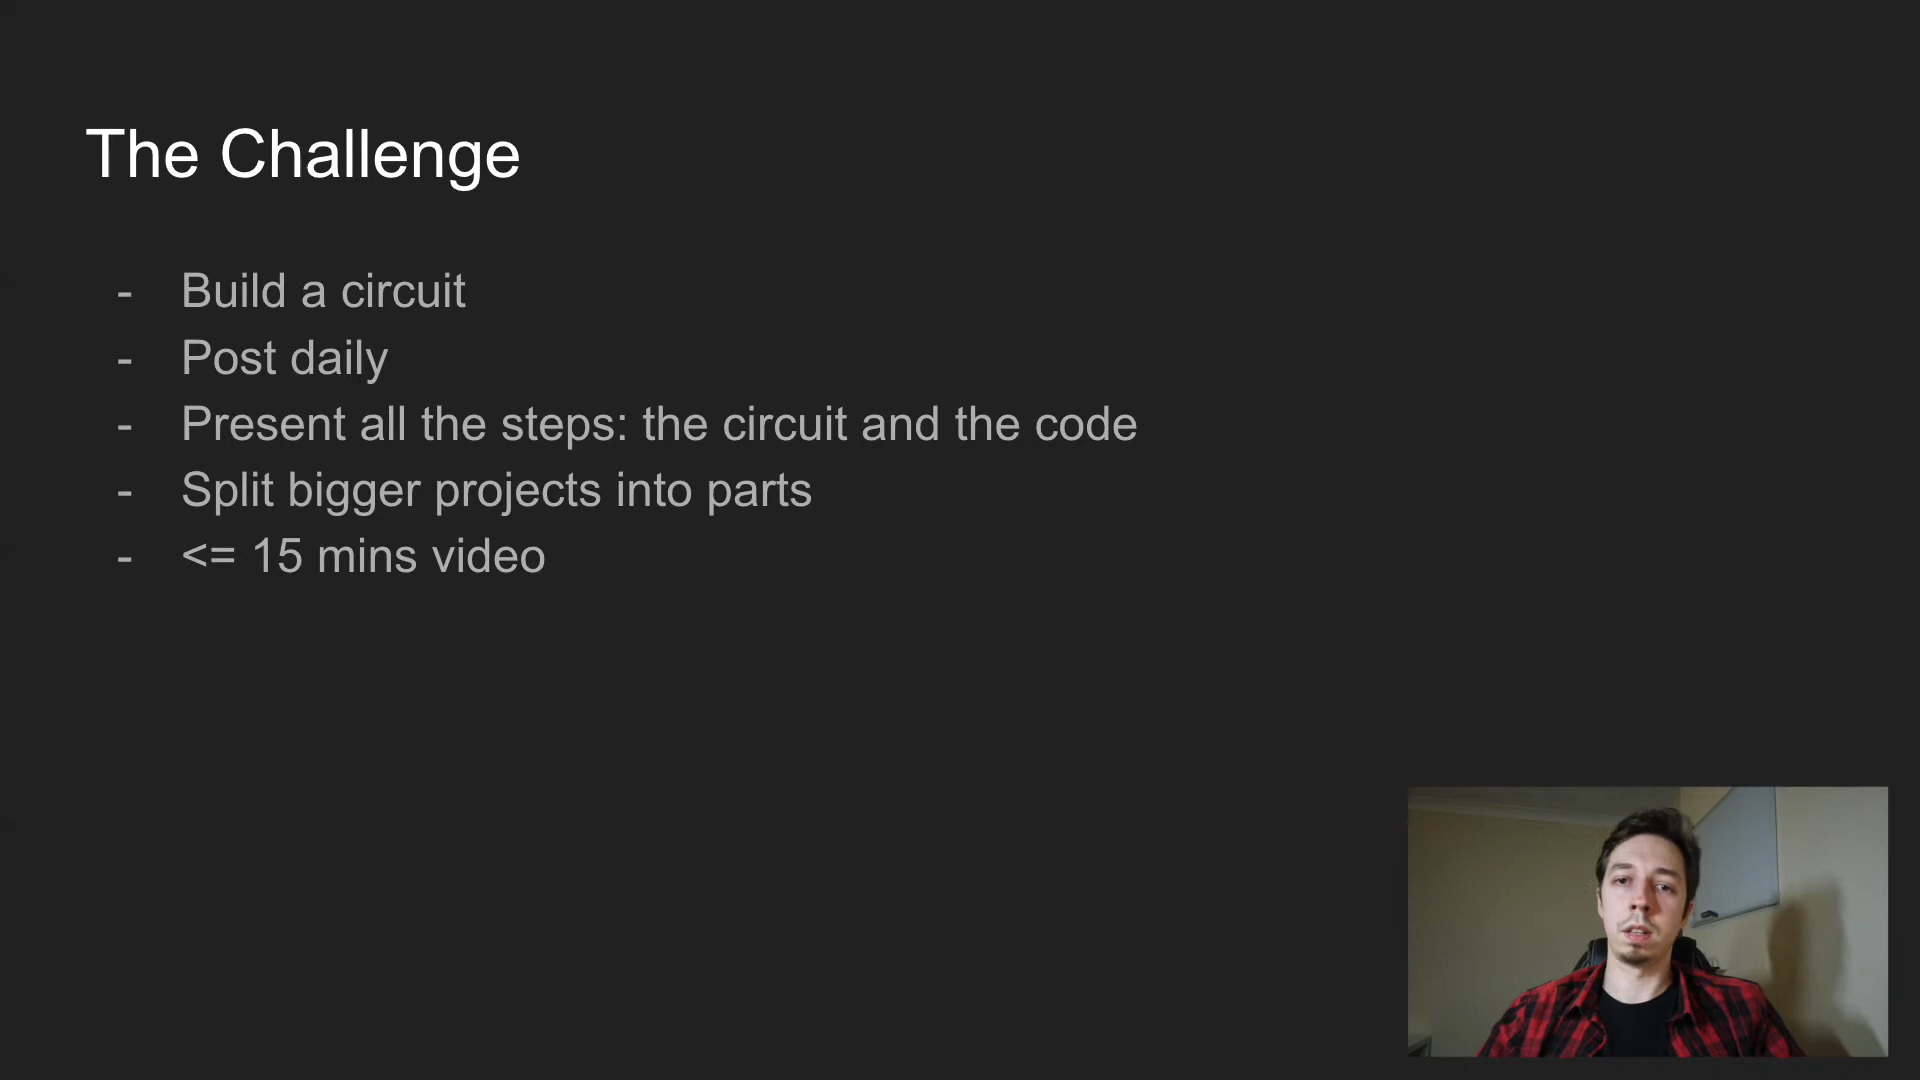 The Challenge
- Build a circuit
- Post daily
- Present all the steps: the circuit and the code
- Split bigger projects into parts
- <= 15 mins video